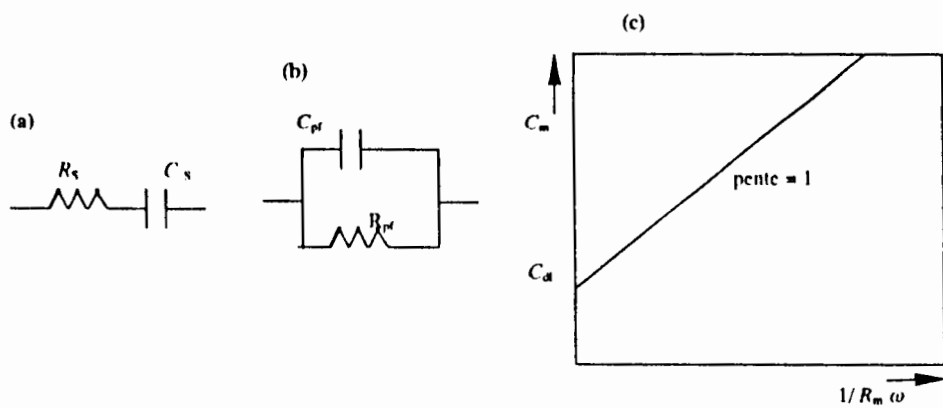 (a)
R_s
C_s
(b)
C_pf
R_pf
(c)
C_m
pente = 1
C_dl
1/ R_m ω